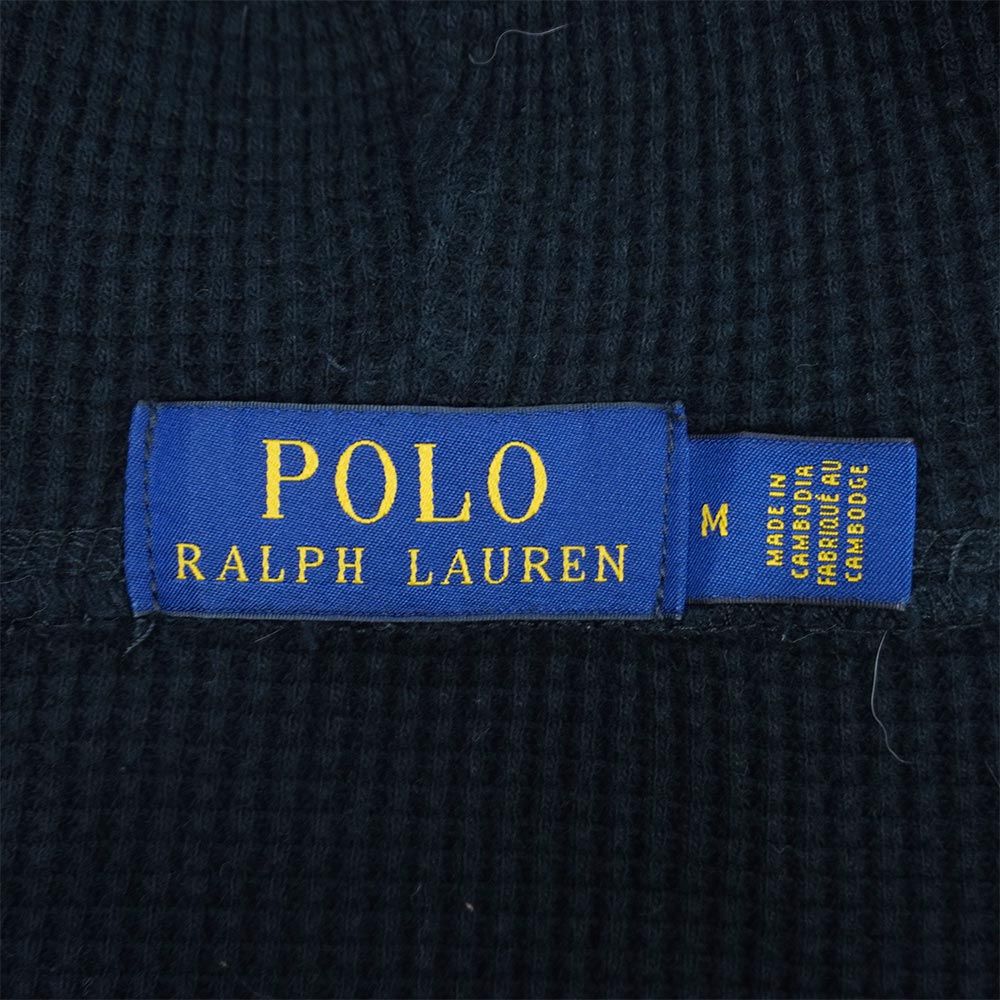 POLO
RALPH LAUREN
M
MADE IN
CAMBODIA
FABRIQUÉ AU
CAMBODGE